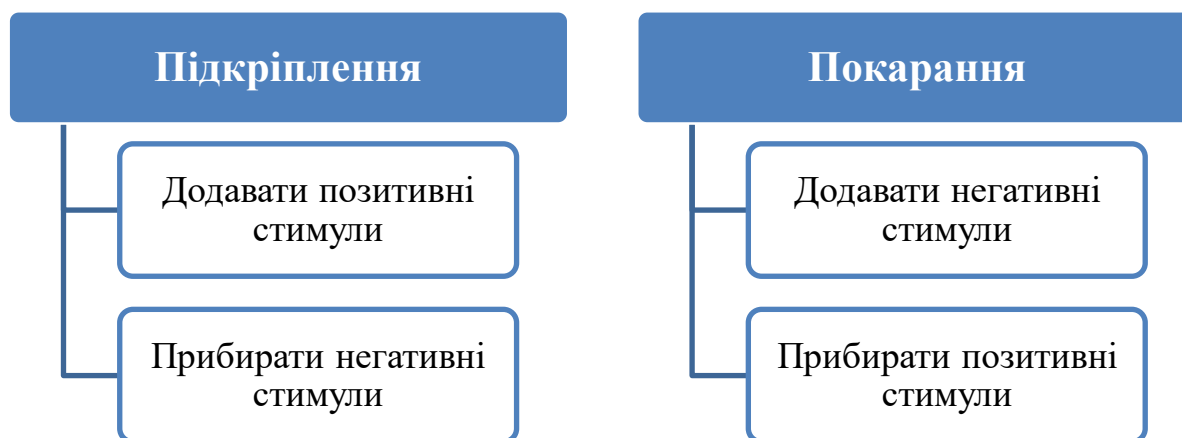 Підкріплення
Додавати позитивні
стимули
Прибирати негативні
стимули
Покарання
Додавати негативні
стимули
Прибирати позитивні
стимули